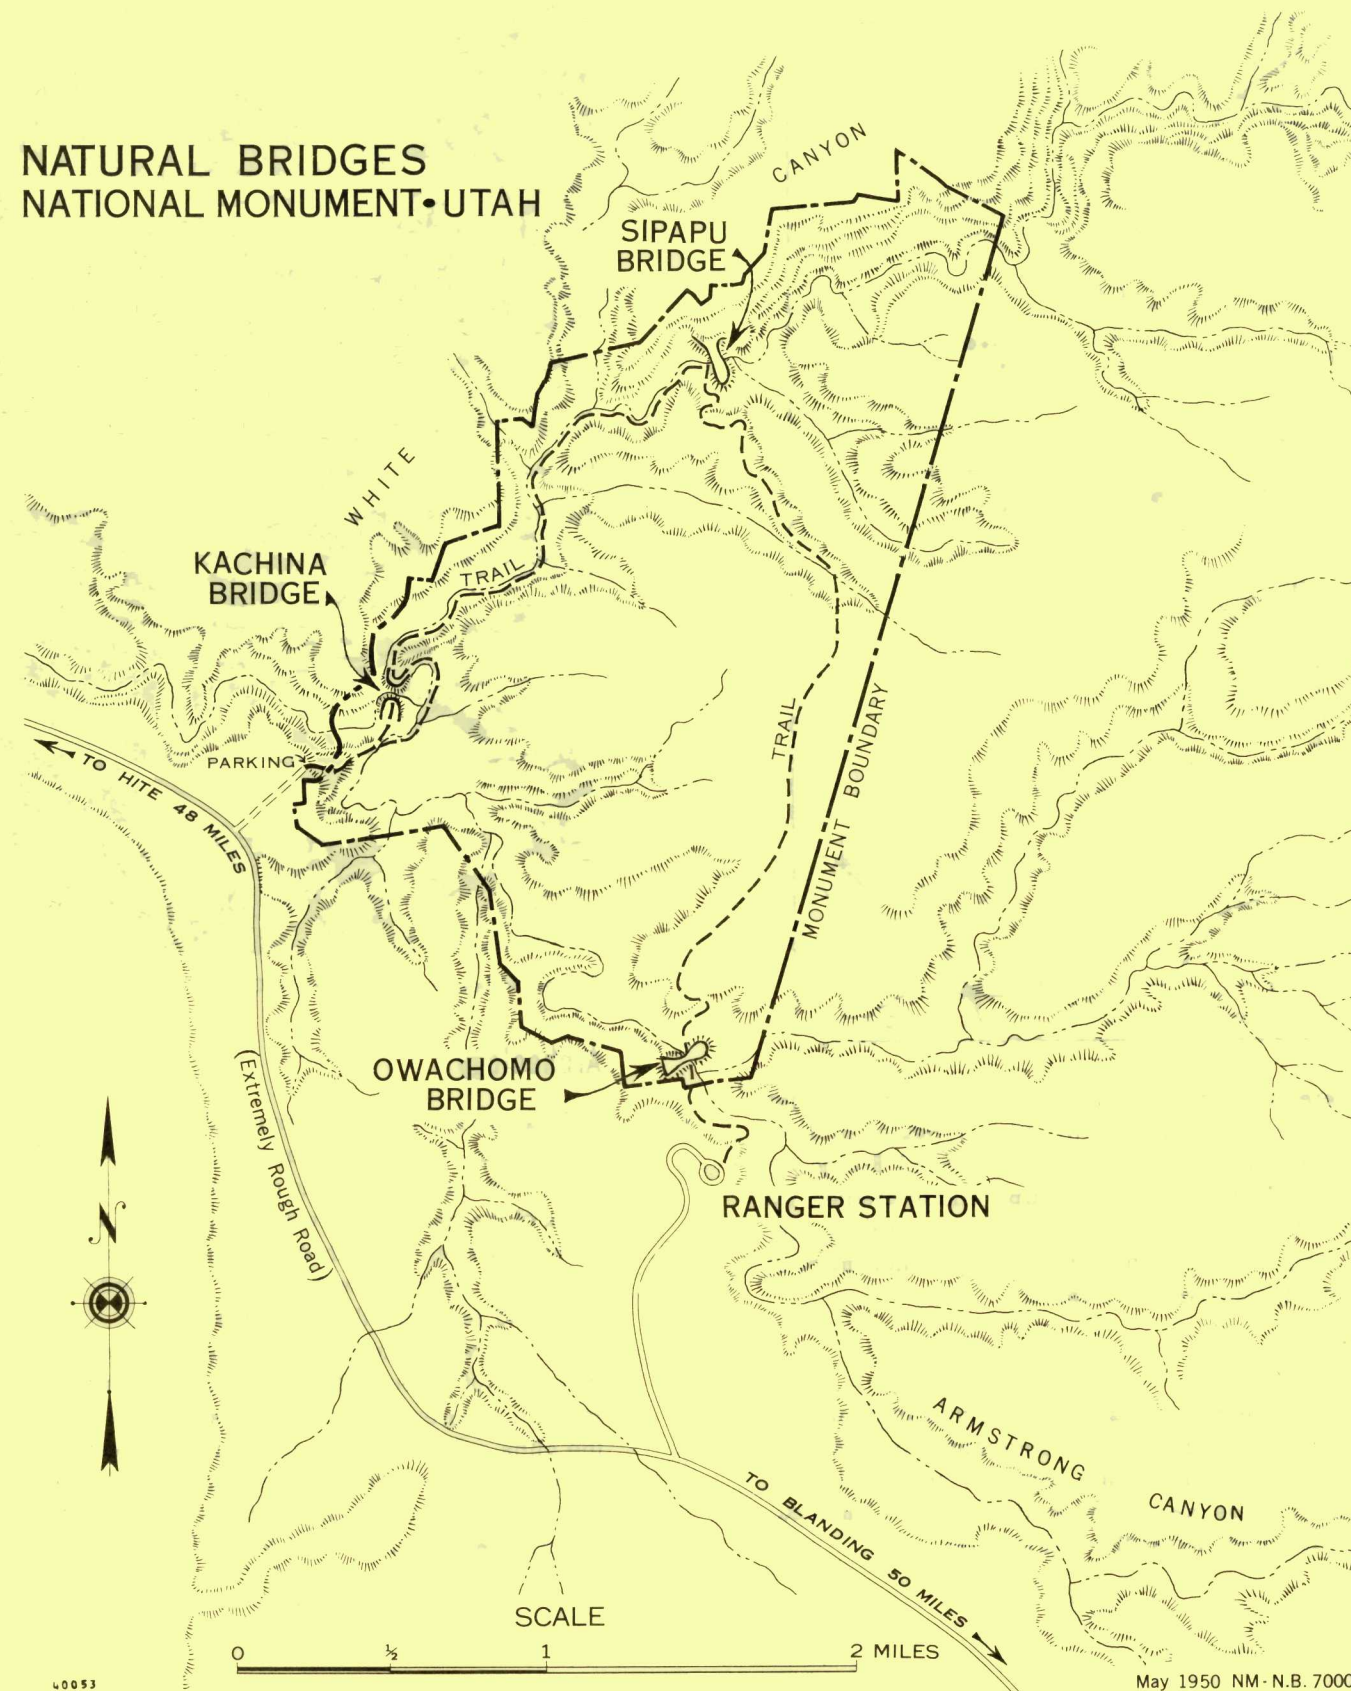 NATURAL BRIDGES
NATIONAL MONUMENT•UTAH
CANYON
SIPAPU
BRIDGE
WHITE
KACHINA
BRIDGE
TRAIL
PARKING
TO HITE 48 MILES
TRAIL
MONUMENT BOUNDARY
(Extremely Rough Road)
OWACHOMO
BRIDGE
N
RANGER STATION
ARMSTRONG
CANYON
TO BLANDING 50 MILES
SCALE
0 ½ 1 2 MILES
40053
May 1950 NM-N.B. 7000